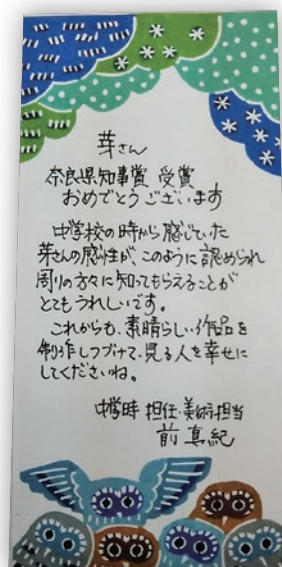 芽さん
奈良県知事賞 受賞
おめでとうございます
中学校の時から感じていた
芽さんの感性が、このように認められ
周りの方々に知ってもらえることが
とてもうれしいです。
これからも、素晴らしい作品を
制作しつづけて、見る人を幸せに
してくださいね。
中学時 担任・美術担当
前 真紀